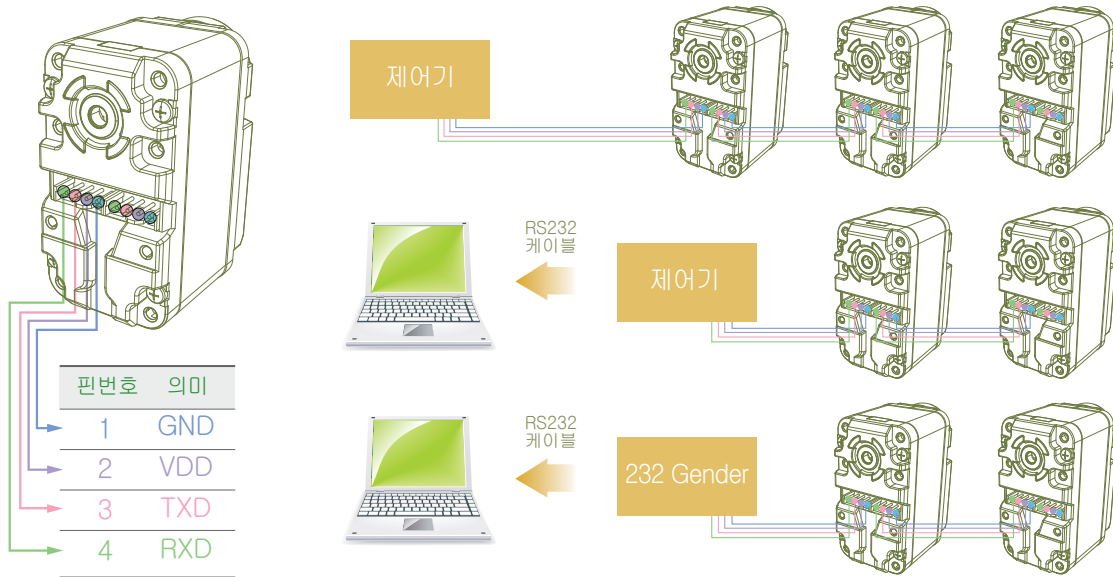 제어기
RS232
케이블
제어기
핀번호 의미
1 GND
2 VDD
3 TXD
4 RXD
RS232
케이블
232 Gender